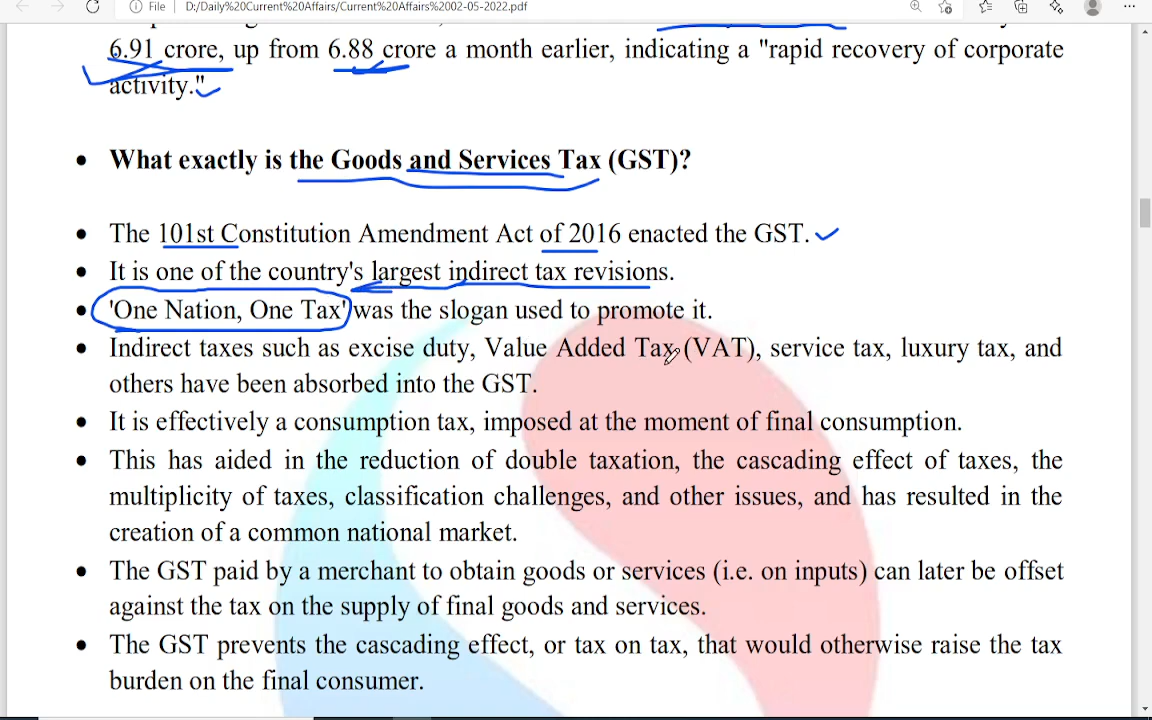 File
D:/Daily%20Current%20Affairs/Current%20Affairs%2002-05-2022.pdf
6.91 crore, up from 6.88 crore a month earlier, indicating a "rapid recovery of corporate
activity."
• What exactly is the Goods and Services Tax (GST)?
• The 101st Constitution Amendment Act of 2016 enacted the GST.
• It is one of the country's largest indirect tax revisions.
• 'One Nation, One Tax' was the slogan used to promote it.
• Indirect taxes such as excise duty, Value Added Tax (VAT), service tax, luxury tax, and
others have been absorbed into the GST.
• It is effectively a consumption tax, imposed at the moment of final consumption.
• This has aided in the reduction of double taxation, the cascading effect of taxes, the
multiplicity of taxes, classification challenges, and other issues, and has resulted in the
creation of a common national market.
• The GST paid by a merchant to obtain goods or services (i.e. on inputs) can later be offset
against the tax on the supply of final goods and services.
• The GST prevents the cascading effect, or tax on tax, that would otherwise raise the tax
burden on the final consumer.